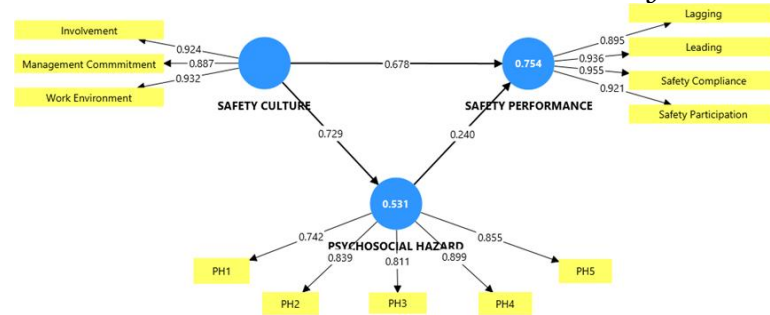 Involvement
Management Commmitment
Work Environment
0.924
0.887
0.932
SAFETY CULTURE
0.678
0.754
SAFETY PERFORMANCE
0.895
0.936
0.955
0.921
Lagging
Leading
Safety Compliance
Safety Participation
0.729
0.240
0.531
PSYCHOSOCIAL HAZARD
0.742
0.839
0.811
0.899
0.855
PH1
PH2
PH3
PH4
PH5